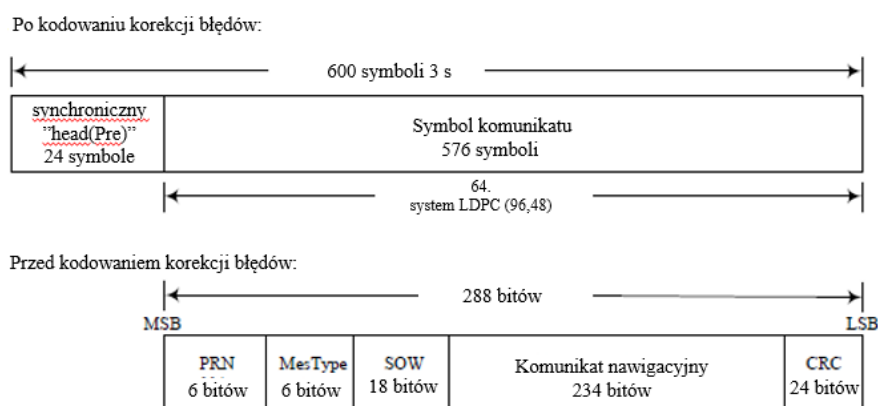 Po kodowaniu korekcji błędów:
600 symboli 3 s
synchroniczny
"head(Pre)"
24 symbole
Symbol komunikatu
576 symboli
64.
system LDPC (96,48)
Przed kodowaniem korekcji błędów:
288 bitów
MSB
LSB
PRN
6 bitów
MesType
6 bitów
SOW
18 bitów
Komunikat nawigacyjny
234 bitów
CRC
24 bitów